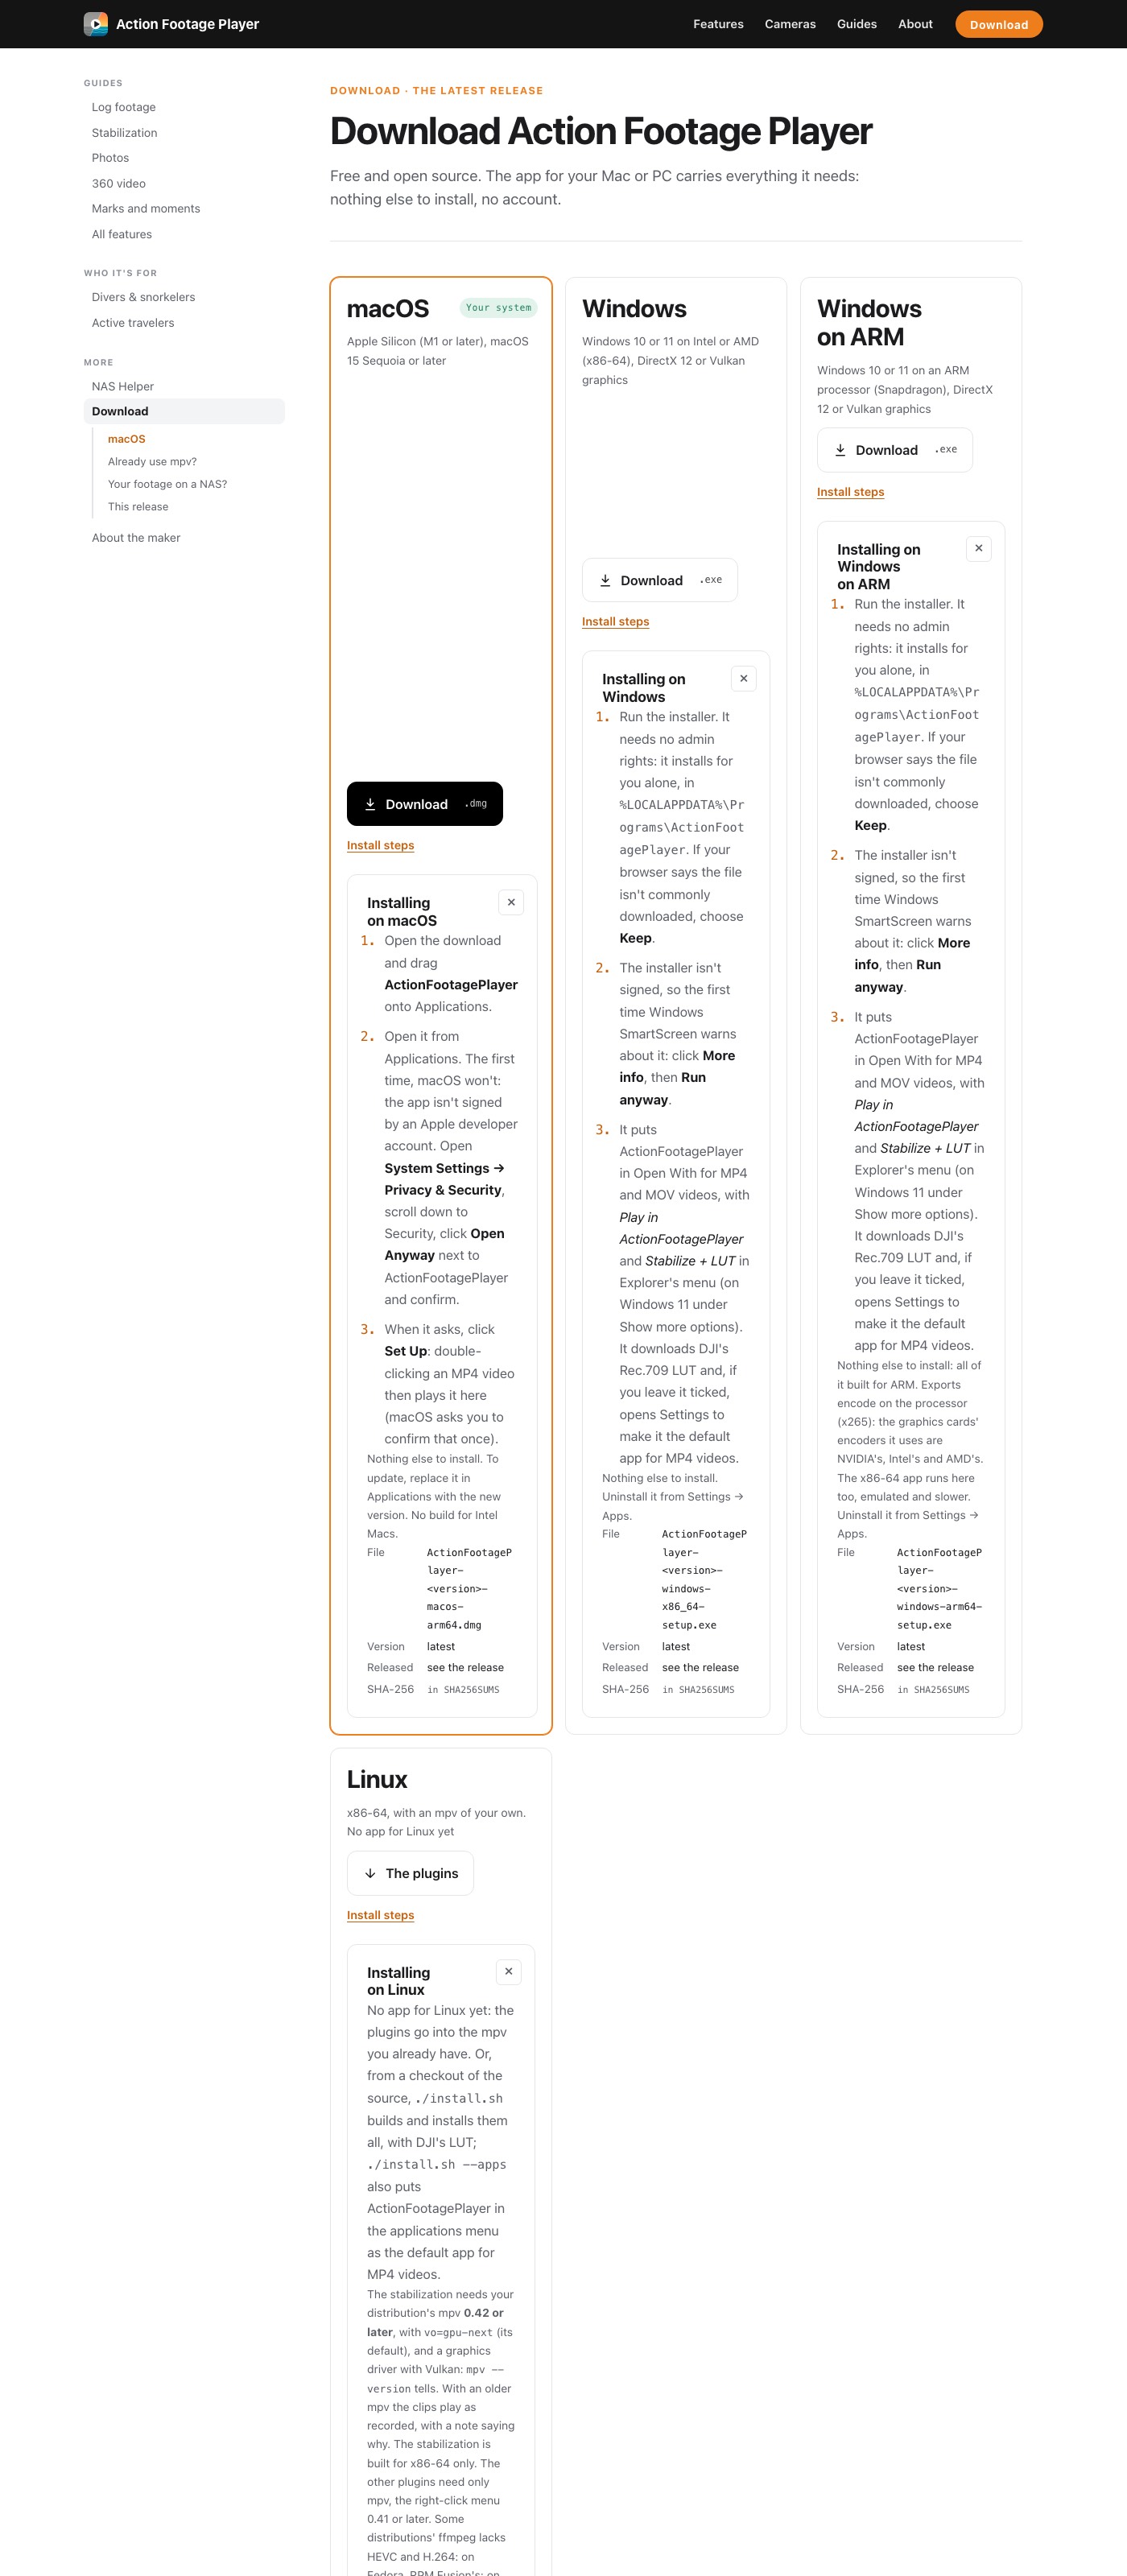 Action Footage Player
Features
Cameras
Guides
About
Download
GUIDES
Log footage
Stabilization
Photos
360 video
Marks and moments
All features
WHO IT'S FOR
Divers & snorkelers
Active travelers
MORE
NAS Helper
Download
macOS
Already use mpv?
Your footage on a NAS?
This release
About the maker
DOWNLOAD · THE LATEST RELEASE
Download Action Footage Player
Free and open source. The app for your Mac or PC carries everything it needs:
nothing else to install, no account.
macOS
Your system
Apple Silicon (M1 or later), macOS
15 Sequoia or later
Download .dmg
Install steps
Installing
on macOS
×
1. Open the download
and drag
ActionFootagePlayer
onto Applications.
2. Open it from
Applications. The first
time, macOS won't:
the app isn't signed
by an Apple developer
account. Open
System Settings →
Privacy & Security,
scroll down to
Security, click Open
Anyway next to
ActionFootagePlayer
and confirm.
3. When it asks, click
Set Up: double-
clicking an MP4 video
then plays it here
(macOS asks you to
confirm that once).
Nothing else to install. To
update, replace it in
Applications with the new
version. No build for Intel
Macs.
File ActionFootageP
layer-
<version>-
macos-
arm64.dmg
Version latest
Released see the release
SHA-256 in SHA256SUMS
Windows
Windows 10 or 11 on Intel or AMD
(x86-64), DirectX 12 or Vulkan
graphics
Download .exe
Install steps
Installing on
Windows
×
1. Run the installer. It
needs no admin
rights: it installs for
you alone, in
%LOCALAPPDATA%\Pr
ograms\ActionFoot
agePlayer. If your
browser says the file
isn't commonly
downloaded, choose
Keep.
2. The installer isn't
signed, so the first
time Windows
SmartScreen warns
about it: click More
info, then Run
anyway.
3. It puts
ActionFootagePlayer
in Open With for MP4
and MOV videos, with
Play in
ActionFootagePlayer
and Stabilize + LUT in
Explorer's menu (on
Windows 11 under
Show more options).
It downloads DJI's
Rec.709 LUT and, if
you leave it ticked,
opens Settings to
make it the default
app for MP4 videos.
Nothing else to install.
Uninstall it from Settings →
Apps.
File ActionFootageP
layer-
<version>-
windows-
x86_64-
setup.exe
Version latest
Released see the release
SHA-256 in SHA256SUMS
Windows
on ARM
Windows 10 or 11 on an ARM
processor (Snapdragon), DirectX
12 or Vulkan graphics
Download .exe
Install steps
Installing on
Windows
on ARM
×
1. Run the installer. It
needs no admin
rights: it installs for
you alone, in
%LOCALAPPDATA%\Pr
ograms\ActionFoot
agePlayer. If your
browser says the file
isn't commonly
downloaded, choose
Keep.
2. The installer isn't
signed, so the first
time Windows
SmartScreen warns
about it: click More
info, then Run
anyway.
3. It puts
ActionFootagePlayer
in Open With for MP4
and MOV videos, with
Play in
ActionFootagePlayer
and Stabilize + LUT in
Explorer's menu (on
Windows 11 under
Show more options).
It downloads DJI's
Rec.709 LUT and, if
you leave it ticked,
opens Settings to
make it the default
app for MP4 videos.
Nothing else to install: all of
it built for ARM. Exports
encode on the processor
(x265): the graphics cards'
encoders it uses are
NVIDIA's, Intel's and AMD's.
The x86-64 app runs here
too, emulated and slower.
Uninstall it from Settings →
Apps.
File ActionFootageP
layer-
<version>-
windows-arm64-
setup.exe
Version latest
Released see the release
SHA-256 in SHA256SUMS
Linux
x86-64, with an mpv of your own.
No app for Linux yet
The plugins
Install steps
Installing
on Linux
×
No app for Linux yet: the
plugins go into the mpv
you already have. Or,
from a checkout of the
source, ./install.sh
builds and installs them
all, with DJI's LUT;
./install.sh --apps
also puts
ActionFootagePlayer in
the applications menu
as the default app for
MP4 videos.
The stabilization needs your
distribution's mpv 0.42 or
later, with vo=gpu-next (its
default), and a graphics
driver with Vulkan: mpv --
version tells. With an older
mpv the clips play as
recorded, with a note saying
why. The stabilization is
built for x86-64 only. The
other plugins need only
mpv, the right-click menu
0.41 or later. Some
distributions' ffmpeg lacks
HEVC and H.264: on
Fedora, RPM Fusion's; on